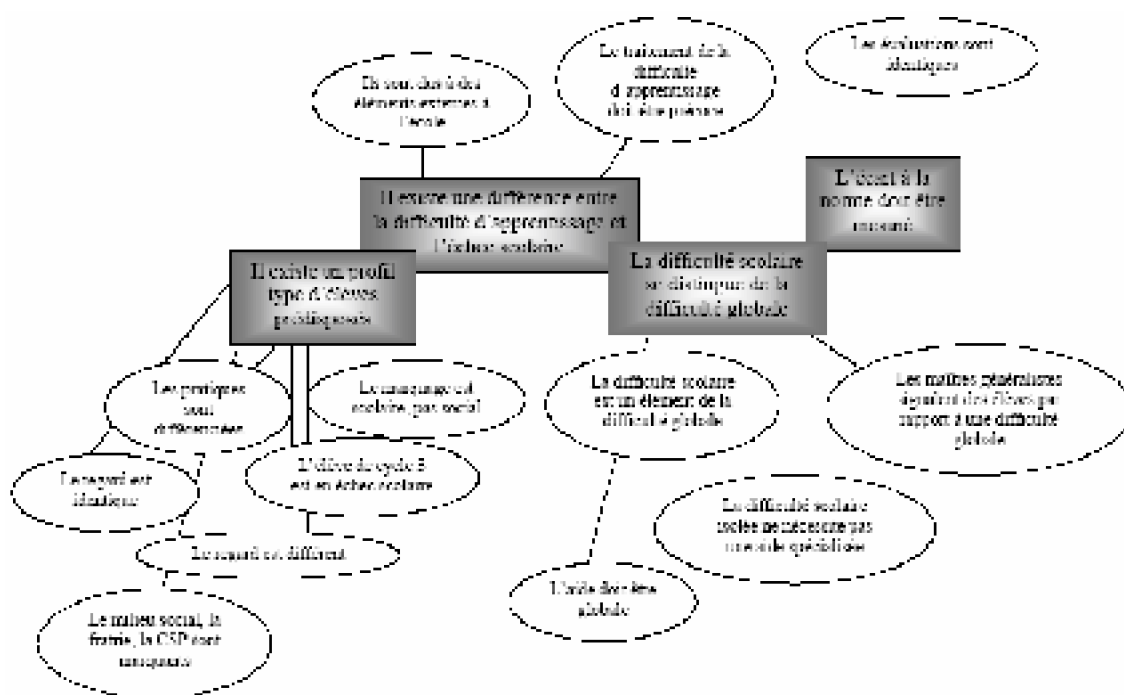 Ils sont dus à des
éléments externes à
l'école
Le traitement de la
difficulté
d'apprentissage
doit être précoce
Les évaluations sont
identiques
Il existe une différence entre
la difficulté d'apprentissage et
l'échec scolaire
L'écart à la
norme doit être
mesuré
Il existe un profil
type d'élèves
prédisposés
La difficulté scolaire
se distingue de la
difficulté globale
Les pratiques
sont
différenciées
Le marquage est
scolaire, pas social
La difficulté scolaire
est un élément de la
difficulté globale
Les maîtres généralistes
signalent des élèves par
rapport à une difficulté
globale
Le regard est
identique
L'élève de cycle 3
est en échec scolaire
La difficulté scolaire
isolée ne nécessite pas
une aide spécialisée
Le regard est différent
L'aide doit être
globale
Le milieu social, la
fratrie, la CSP sont
marquants